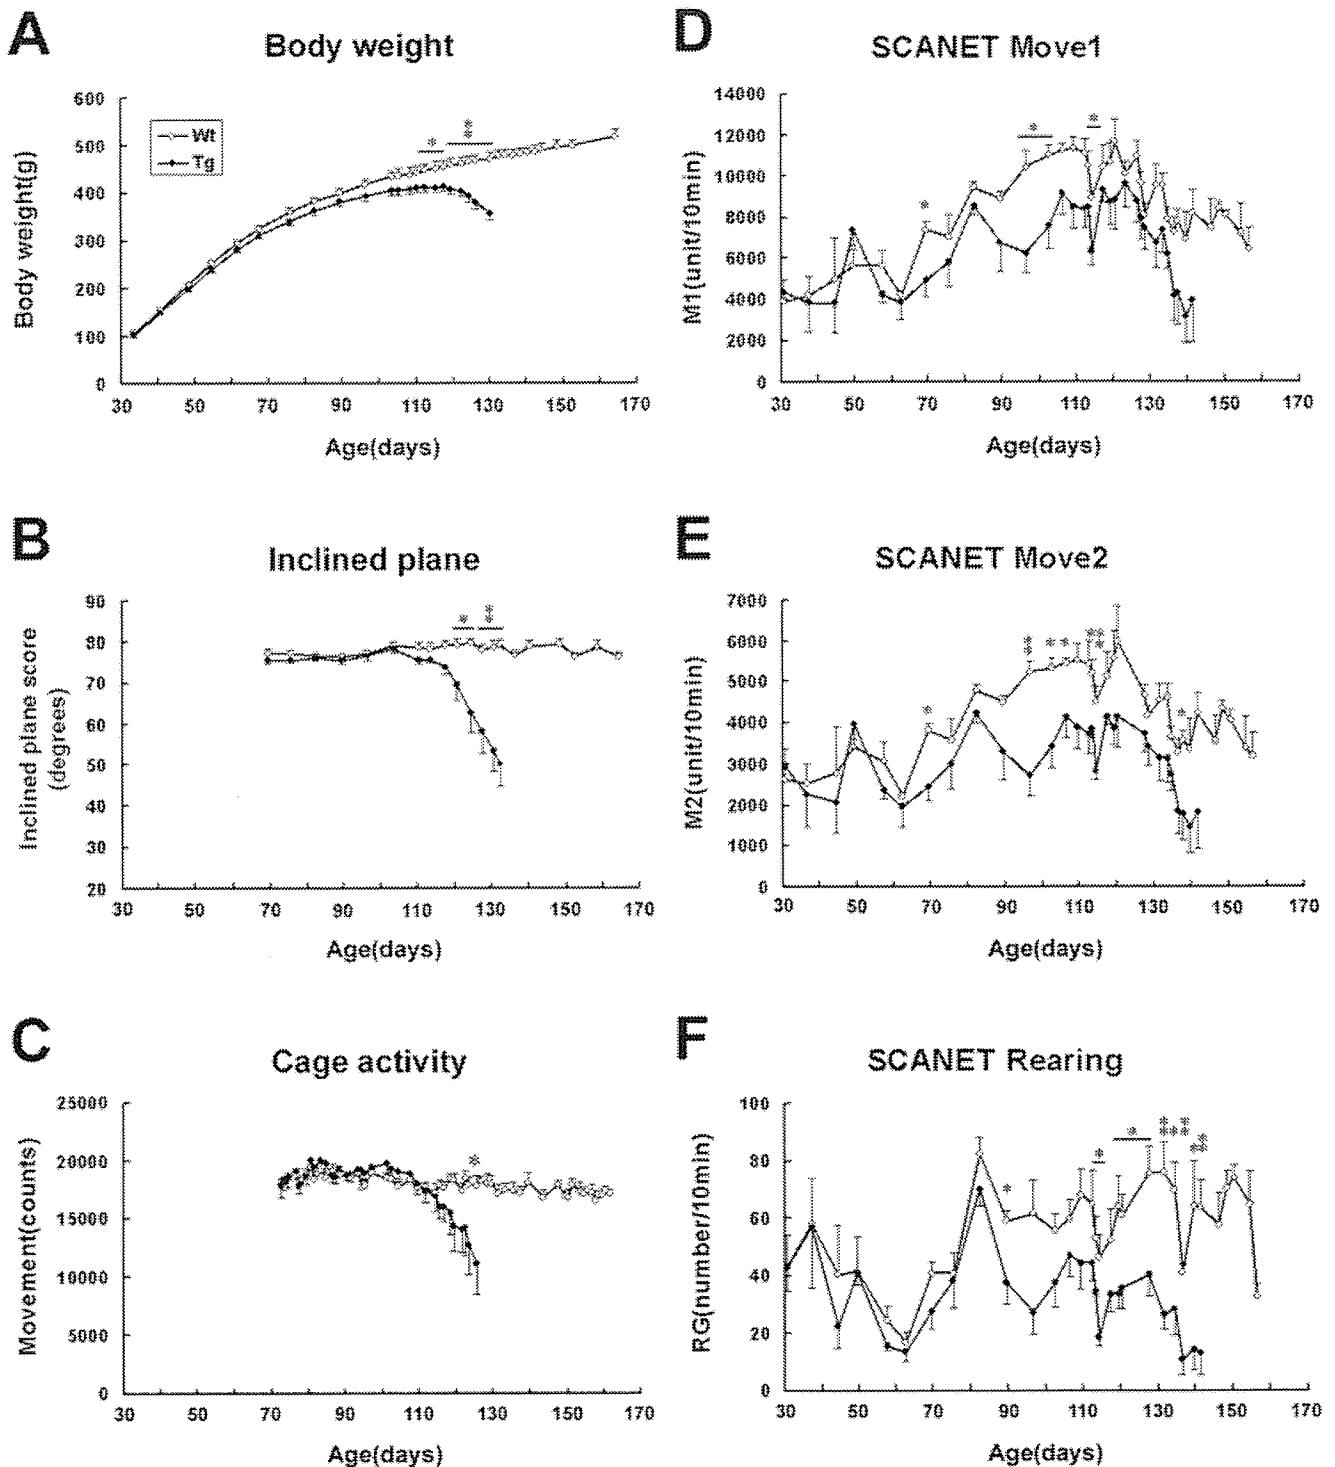 A
Body weight
Body weight(g)
600
500
400
300
200
100
0
Wt
Tg
*
**
30 50 70 90 110 130 150 170
Age(days)
B
Inclined plane
Inclined plane score
(degrees)
90
80
70
60
50
40
30
20
*
**
30 50 70 90 110 130 150 170
Age(days)
C
Cage activity
Movement(counts)
25000
20000
15000
10000
5000
0
*
30 50 70 90 110 130 150 170
Age(days)
D
SCANET Move1
M1(unit/10min)
14000
12000
10000
8000
6000
4000
2000
0
* * *
30 50 70 90 110 130 150 170
Age(days)
E
SCANET Move2
M2(unit/10min)
7000
6000
5000
4000
3000
2000
1000
0
* ** * * ** ** *
30 50 70 90 110 130 150 170
Age(days)
F
SCANET Rearing
RG(number/10min)
100
80
60
40
20
0
* * * ** * ** * **
30 50 70 90 110 130 150 170
Age(days)